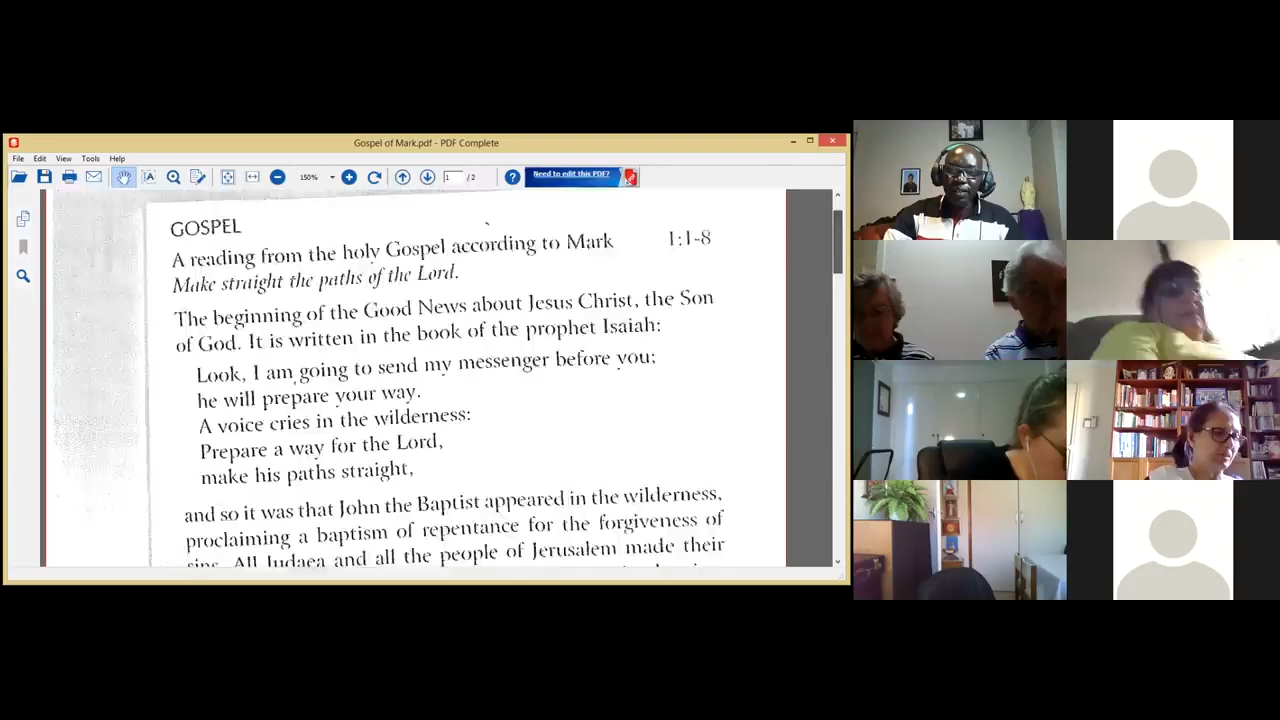 Gospel of Mark.pdf - PDF Complete
File Edit View Tools Help
150% 1 / 2 Need to edit this PDF?
GOSPEL
A reading from the holy Gospel according to Mark 1:1-8
Make straight the paths of the Lord.
The beginning of the Good News about Jesus Christ, the Son
of God. It is written in the book of the prophet Isaiah:
Look, I am going to send my messenger before you;
he will prepare your way.
A voice cries in the wilderness:
Prepare a way for the Lord,
make his paths straight,
and so it was that John the Baptist appeared in the wilderness,
proclaiming a baptism of repentance for the forgiveness of
sins. All Judaea and all the people of Jerusalem made their